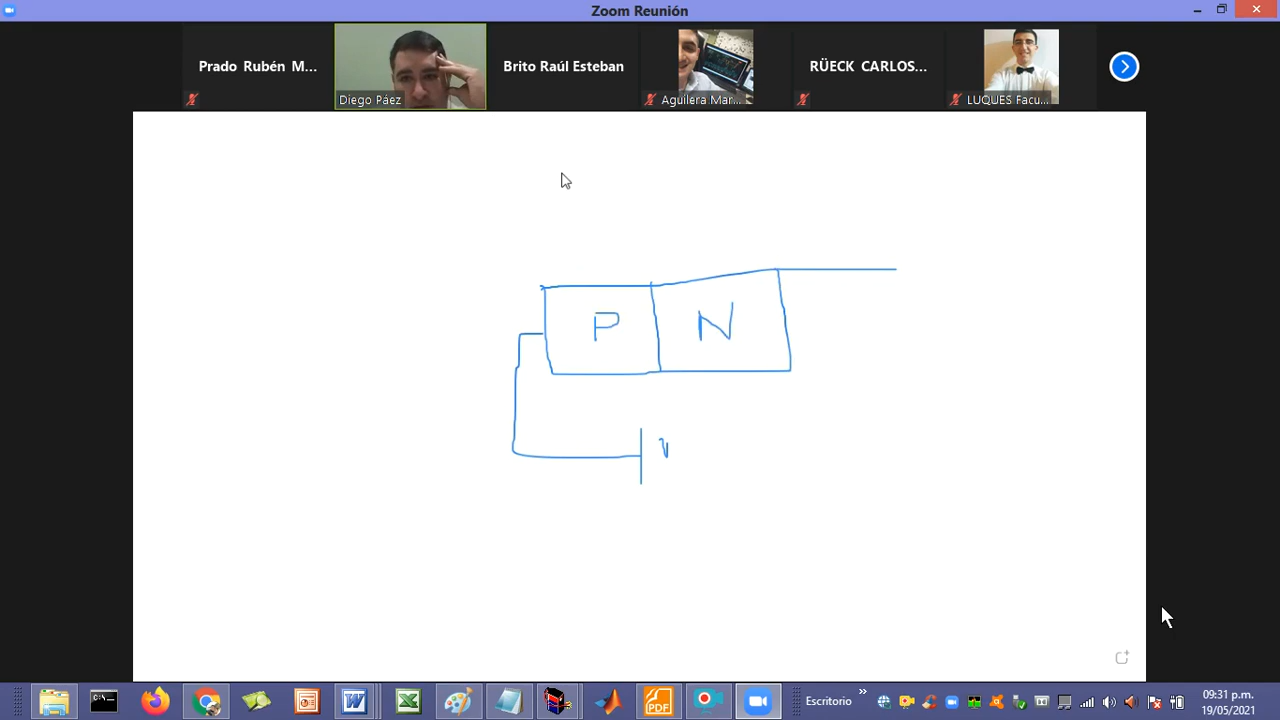 Zoom Reunión
Prado Rubén M...
Diego Páez
Brito Raúl Esteban
Aguilera Mar...
RÜECK CARLOS...
LUQUES Facu...
P N
Escritorio
09:31 p.m.
19/05/2021